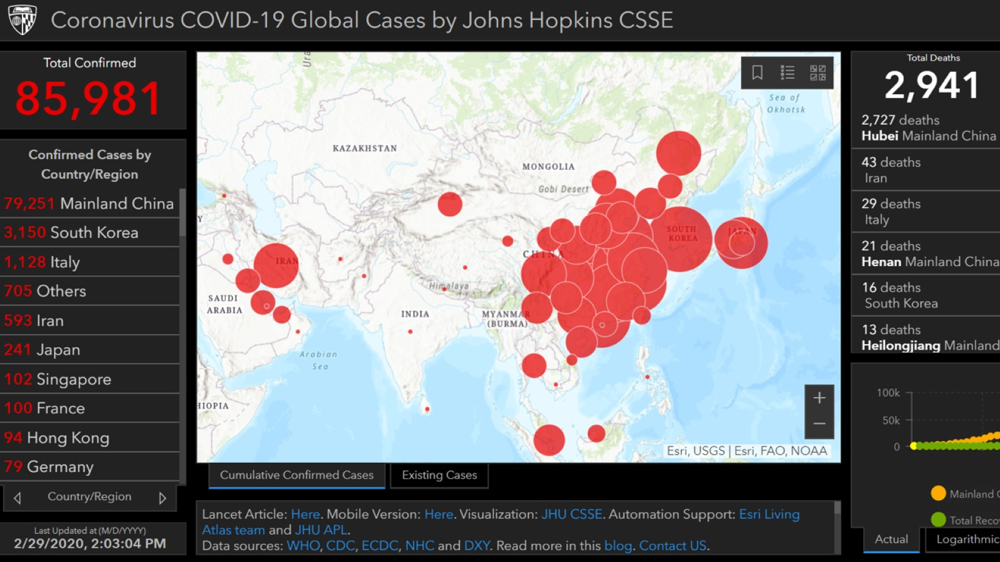 Coronavirus COVID-19 Global Cases by Johns Hopkins CSSE
Total Confirmed
85,981
Confirmed Cases by
Country/Region
79,251 Mainland China
3,150 South Korea
1,128 Italy
705 Others
593 Iran
241 Japan
102 Singapore
100 France
94 Hong Kong
79 Germany
Country/Region
Last Updated at (M/D/YYYY)
2/29/2020, 2:03:04 PM
Ura
Sea of
Okhotsk
KAZAKHSTAN
MONGOLIA
Gobi Desert
Y
SOUTH
KOREA
JAPAN
CHINA
IRAN
Himalaya
SAUDI
ARABIA
INDIA
MYANMAR
(BURMA)
Arabian
Sea
HIOPIA
+
−
Esri, USGS | Esri, FAO, NOAA
Cumulative Confirmed Cases
Existing Cases
Lancet Article: Here. Mobile Version: Here. Visualization: JHU CSSE. Automation Support: Esri Living
Atlas team and JHU APL.
Data sources: WHO, CDC, ECDC, NHC and DXY. Read more in this blog. Contact US.
Total Deaths
2,941
2,727 deaths
Hubei Mainland China
43 deaths
Iran
29 deaths
Italy
21 deaths
Henan Mainland China
16 deaths
South Korea
13 deaths
Heilongjiang Mainland
100k
50k
0
Mainland C
Total Reco
Actual
Logarithmic